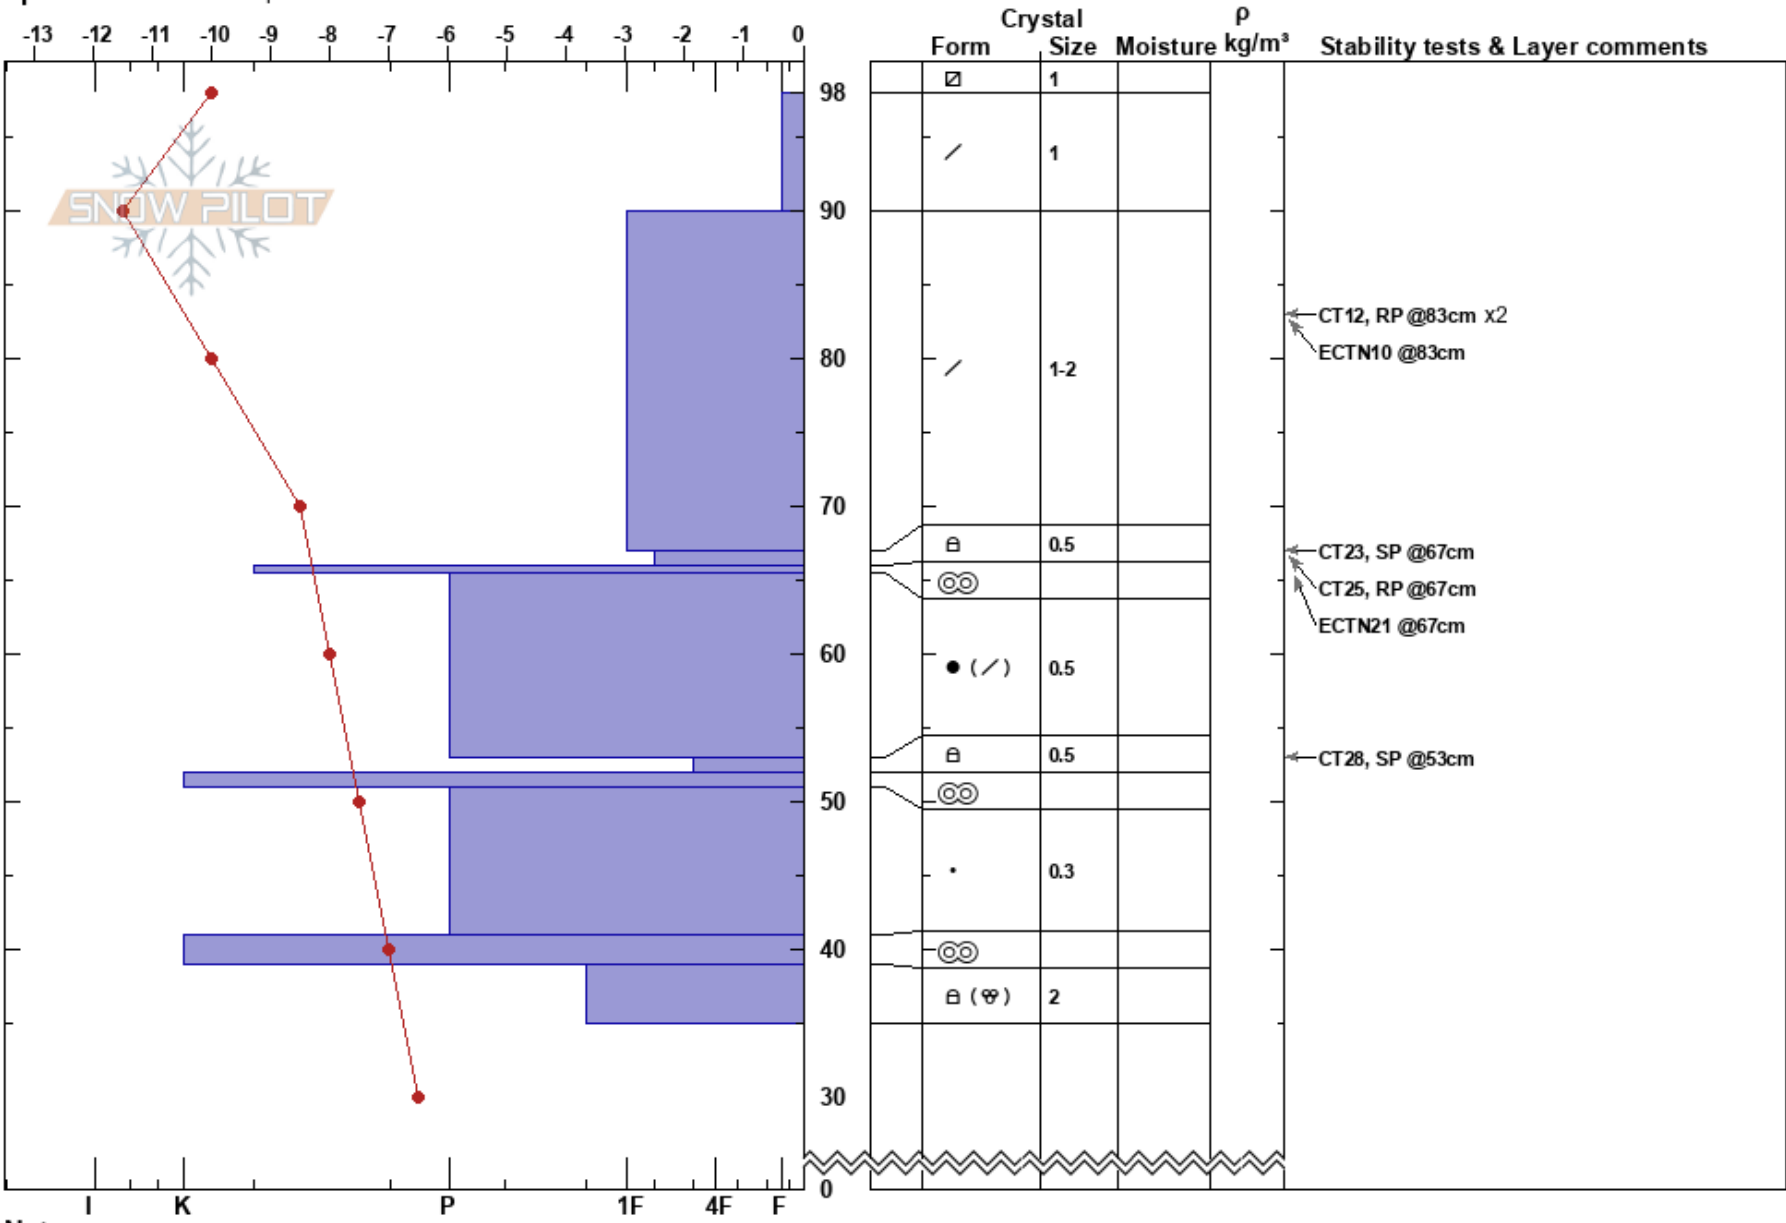 -13 -12 -11 -10 -9 -8 -7 -6 -5 -4 -3 -2 -1 0
Crystal ρ
Form Size Moisture kg/m³ Stability tests & Layer comments
1
98
1
SNOW PILOT
90
CT12, RP @83cm x2
ECTN10 @83cm
80
1-2
70
0.5
CT23, SP @67cm
CT25, RP @67cm
ECTN21 @67cm
60
( ) 0.5
0.5
CT28, SP @53cm
50
0.3
40
( ) 2
30
0
I K P 1F 4F F